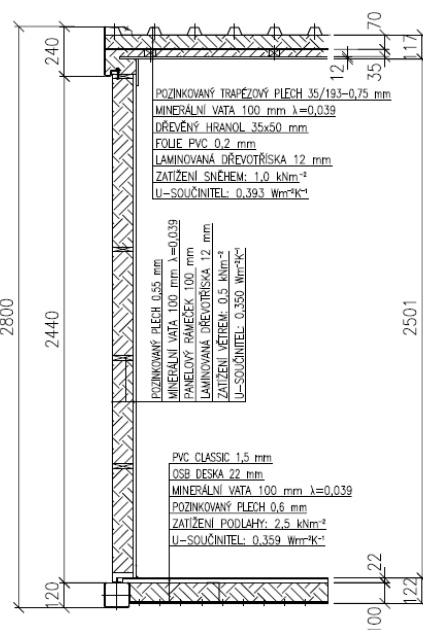 240
70
117
12
35
POZINKOVANÝ TRAPÉZOVÝ PLECH 35/193-0,75 mm
MINERÁLNÍ VATA 100 mm λ=0,039
DŘEVĚNÝ HRANOL 35x50 mm
FOLIE PVC 0,2 mm
LAMINOVANÁ DŘEVOTŘÍSKA 12 mm
ZATÍŽENÍ SNĚHEM: 1,0 kNm⁻²
U-SOUČINITEL: 0,393 Wm⁻²K⁻¹
2800
2440
POZINKOVANÝ PLECH 0,55 mm
MINERÁLNÍ VATA 100 mm λ=0,039
PANELOVÝ RÁMEČEK 100 mm
LAMINOVANÁ DŘEVOTŘÍSKA 12 mm
ZATÍŽENÍ VĚTREM: 0,5 kNm⁻²
U-SOUČINITEL: 0,350 Wm⁻²K⁻¹
2501
PVC CLASSIC 1,5 mm
OSB DESKA 22 mm
MINERÁLNÍ VATA 100 mm λ=0,039
POZINKOVANÝ PLECH 0,6 mm
ZATÍŽENÍ PODLAHY: 2,5 kNm⁻²
U-SOUČINITEL: 0,359 Wm⁻²K⁻¹
120
22
122
100